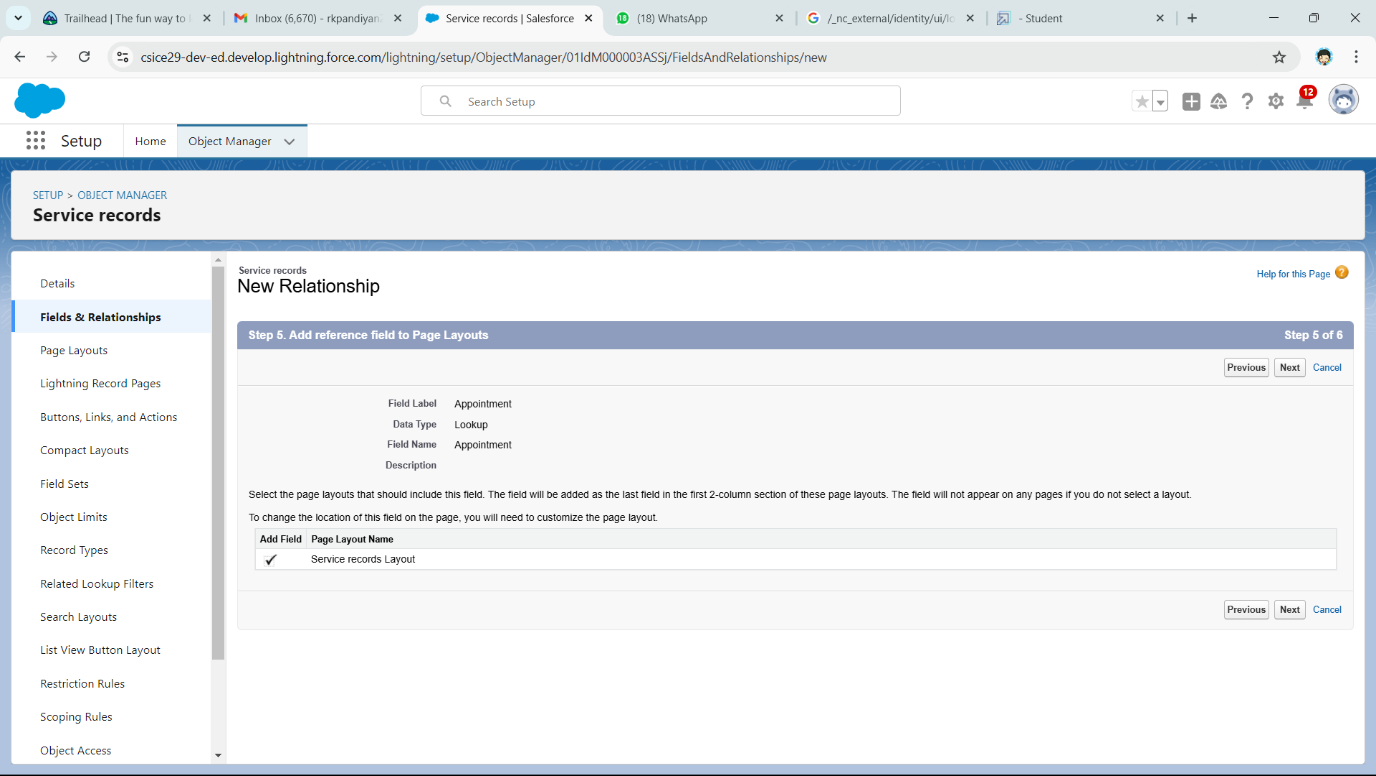 Trailhead | The fun way to
Inbox (6,670) - rkpandiyan
Service records | Salesforce
(18) WhatsApp
/_nc_external/identity/ui/
- Student
csice29-dev-ed.develop.lightning.force.com/lightning/setup/ObjectManager/01IdM000003ASSj/FieldsAndRelationships/new
Search Setup
12
Setup
Home
Object Manager
SETUP > OBJECT MANAGER
Service records
Details
Fields & Relationships
Page Layouts
Lightning Record Pages
Buttons, Links, and Actions
Compact Layouts
Field Sets
Object Limits
Record Types
Related Lookup Filters
Search Layouts
List View Button Layout
Restriction Rules
Scoping Rules
Object Access
Service records
New Relationship
Help for this Page ?
Step 5. Add reference field to Page Layouts
Step 5 of 6
Previous Next Cancel
Field Label Appointment
Data Type Lookup
Field Name Appointment
Description
Select the page layouts that should include this field. The field will be added as the last field in the first 2-column section of these page layouts. The field will not appear on any pages if you do not select a layout.
To change the location of this field on the page, you will need to customize the page layout.
Add Field Page Layout Name
Service records Layout
Previous Next Cancel